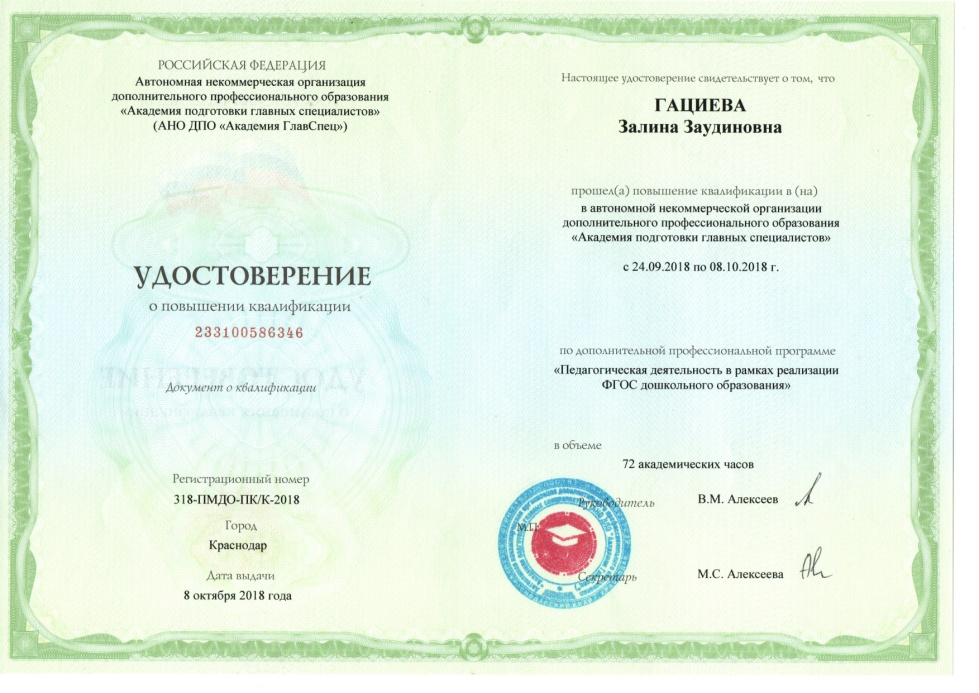 РОССИЙСКАЯ ФЕДЕРАЦИЯ
Автономная некоммерческая организация
дополнительного профессионального образования
«Академия подготовки главных специалистов»
(АНО ДПО «Академия ГлавСпец»)
УДОСТОВЕРЕНИЕ
о повышении квалификации
233100586346
Документ о квалификации
Регистрационный номер
318-ПМДО-ПК/К-2018
Город
Краснодар
Дата выдачи
8 октября 2018 года
Настоящее удостоверение свидетельствует о том, что
ГАЦИЕВА
Залина Заудиновна
прошел(а) повышение квалификации в (на)
в автономной некоммерческой организации
дополнительного профессионального образования
«Академия подготовки главных специалистов»
с 24.09.2018 по 08.10.2018 г.
по дополнительной профессиональной программе
«Педагогическая деятельность в рамках реализации
ФГОС дошкольного образования»
в объеме
72 академических часов
Руководитель В.М. Алексеев
М.П.
Секретарь М.С. Алексеева